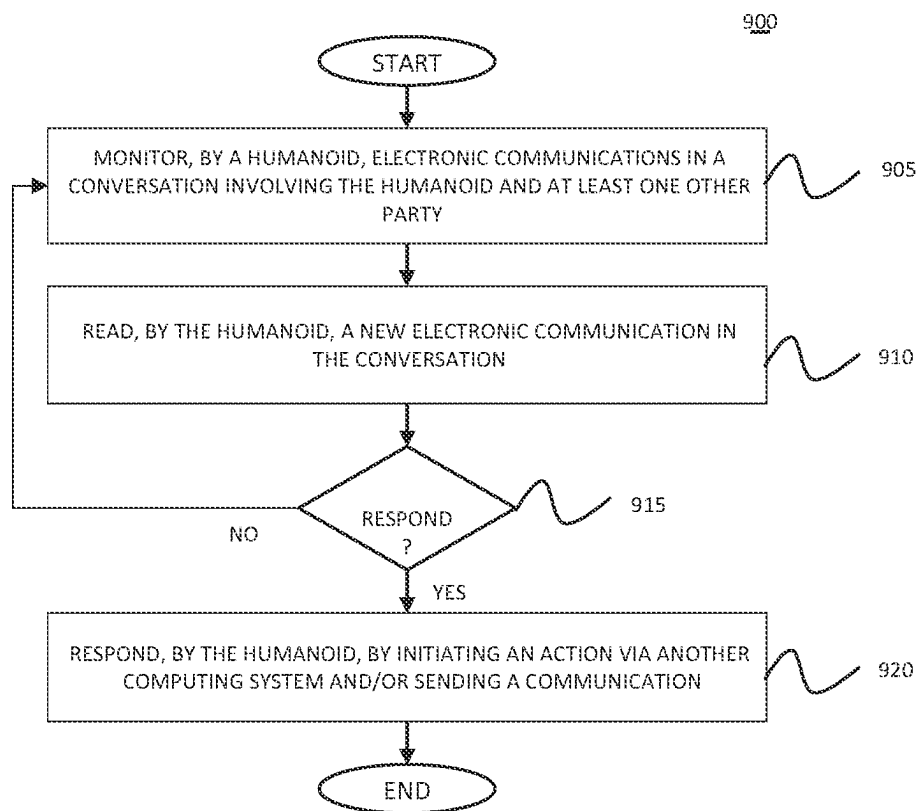 900
START
MONITOR, BY A HUMANOID, ELECTRONIC COMMUNICATIONS IN A
CONVERSATION INVOLVING THE HUMANOID AND AT LEAST ONE OTHER
PARTY
905
READ, BY THE HUMANOID, A NEW ELECTRONIC COMMUNICATION IN
THE CONVERSATION
910
RESPOND
?
915
NO
YES
RESPOND, BY THE HUMANOID, BY INITIATING AN ACTION VIA ANOTHER
COMPUTING SYSTEM AND/OR SENDING A COMMUNICATION
920
END